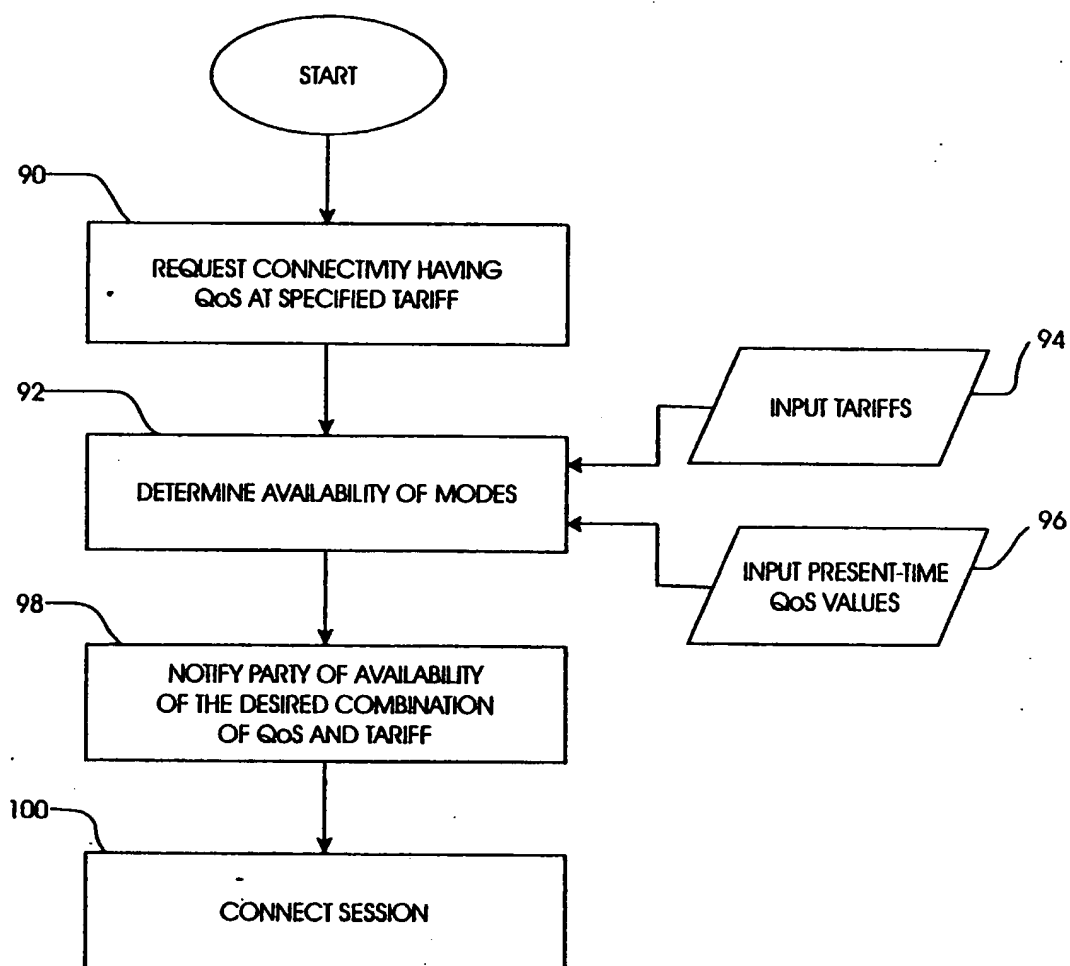 START
90
REQUEST CONNECTIVITY HAVING
QoS AT SPECIFIED TARIFF
92
DETERMINE AVAILABILITY OF MODES
94
INPUT TARIFFS
96
INPUT PRESENT-TIME
QoS VALUES
98
NOTIFY PARTY OF AVAILABILITY
OF THE DESIRED COMBINATION
OF QoS AND TARIFF
100
CONNECT SESSION